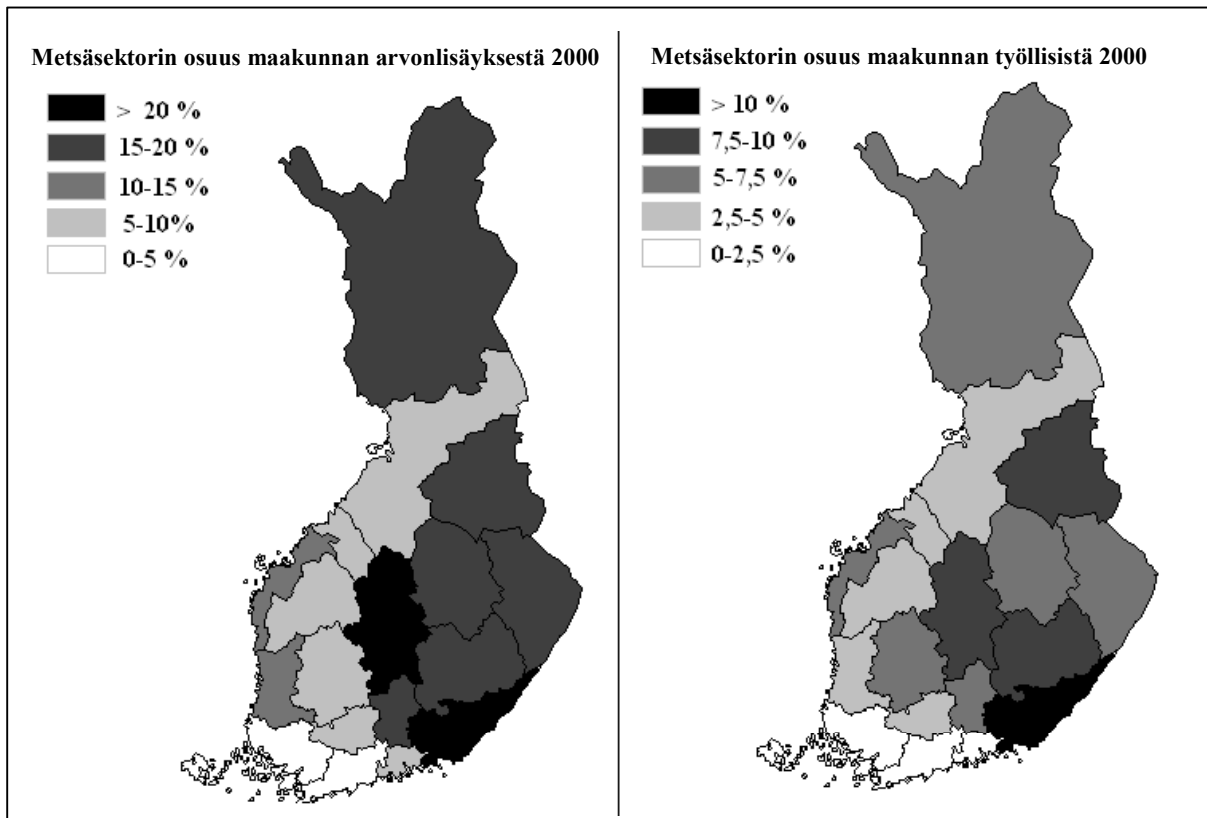 Metsäsektorin osuus maakunnan arvonlisäyksestä 2000
> 20 %
15-20 %
10-15 %
5-10%
0-5 %
Metsäsektorin osuus maakunnan työllisistä 2000
> 10 %
7,5-10 %
5-7,5 %
2,5-5 %
0-2,5 %